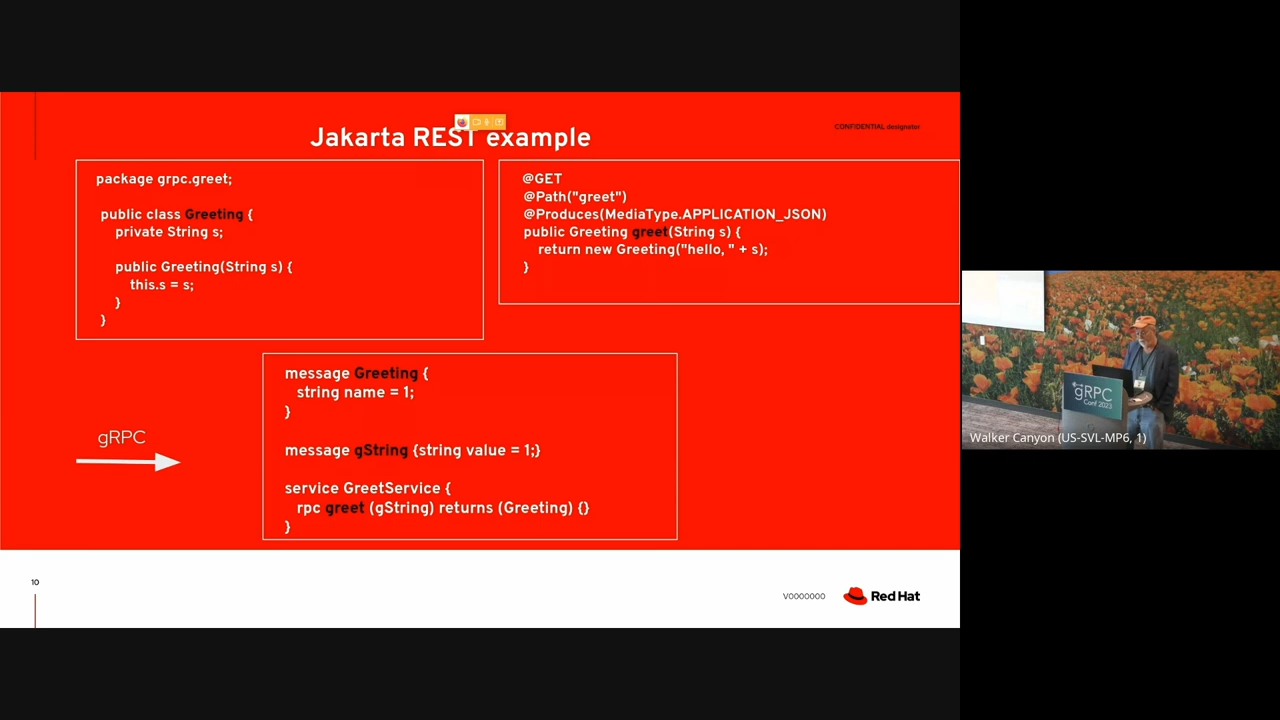 Jakarta REST example
CONFIDENTIAL designator
package grpc.greet;
public class Greeting {
private String s;
public Greeting(String s) {
this.s = s;
}
}
@GET
@Path("greet")
@Produces(MediaType.APPLICATION_JSON)
public Greeting greet(String s) {
return new Greeting("hello, " + s);
}
gRPC
message Greeting {
string name = 1;
}
message gString {string value = 1;}
service GreetService {
rpc greet (gString) returns (Greeting) {}
}
10
V0000000
Red Hat
gRPC
Conf 2023
Walker Canyon (US-SVL-MP6, 1)